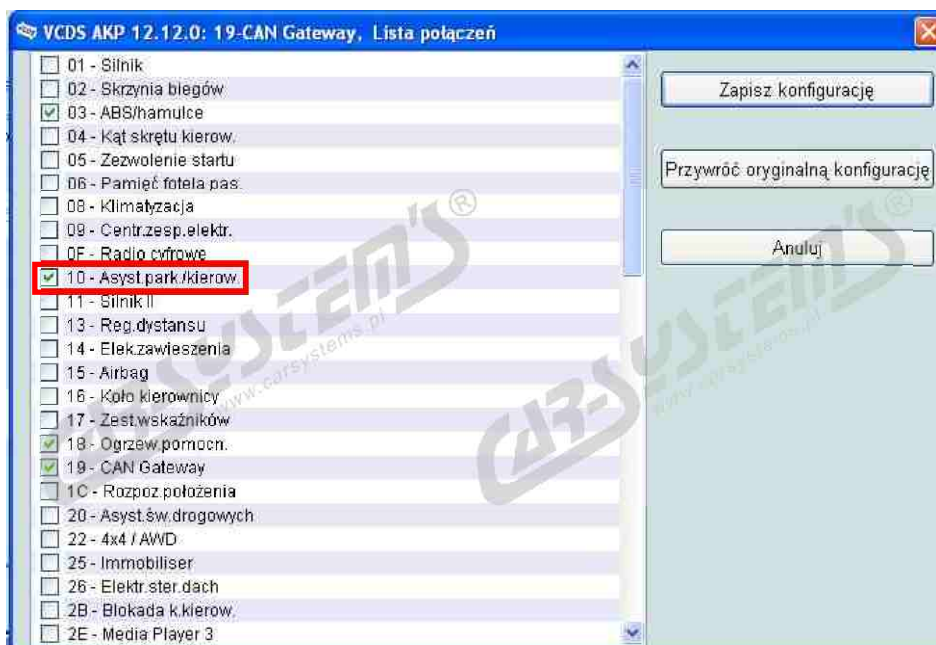 VCDS AKP 12.12.0: 19-CAN Gateway, Lista połączeń
01 - Silnik
02 - Skrzynia biegów
03 - ABS/hamulce
04 - Kąt skrętu kierow.
05 - Zezwolenie startu
06 - Pamięć fotela pas.
08 - Klimatyzacja
09 - Centr.zesp.elektr.
0F - Radio cyfrowe
10 - Asyst.park./kierow.
11 - Silnik II
13 - Reg.dystansu
14 - Elek.zawieszenia
15 - Airbag
16 - Koło kierownicy
17 - Zest.wskaźników
18 - Ogrzew.pomocn.
19 - CAN Gateway
1C - Rozpoz.położenia
20 - Asyst.św.drogowych
22 - 4x4 / AWD
25 - Immobiliser
26 - Elektr.ster.dach
2B - Blokada k.kierow.
2E - Media Player 3
Zapisz konfigurację
Przywróć oryginalną konfigurację
Anuluj
CAR-SYSTEM'S®
www.carsystems.pl
CAR-SYSTEM'S®
www.carsystems.pl